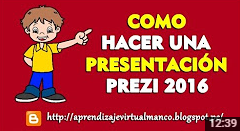 COMO
HACER UNA
PRESENTACIÓN
PREZI 2016
http://aprendizajevirtualmanco.blogspot.pe/
12:39